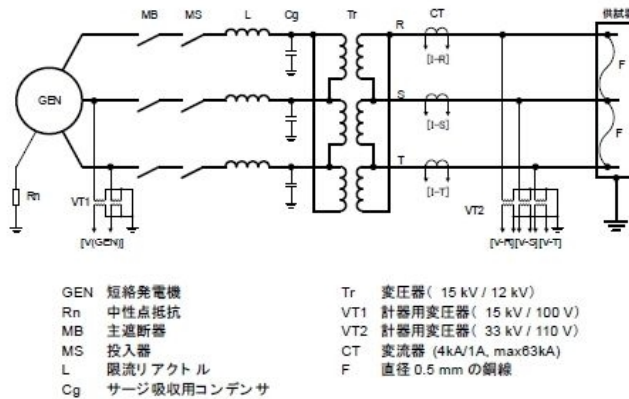 MB MS L Cg Tr R CT 供試器
[I-R] F
GEN S
[I-S]
F
T
Rn VT1 [I-T] VT2
[V(GEN)] [V-R] [V-S] [V-T]
GEN 短絡発電機
Rn 中性点抵抗
MB 主遮断器
MS 投入器
L 限流リアクトル
Cg サージ吸収用コンデンサ
Tr 変圧器( 15 kV / 12 kV)
VT1 計器用変圧器( 15 kV / 100 V)
VT2 計器用変圧器( 33 kV / 110 V)
CT 変流器 (4kA/1A, max63kA)
F 直径 0.5 mm の銅線